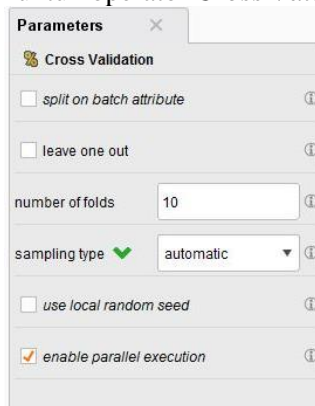 Parameters
Cross Validation
split on batch attribute
leave one out
number of folds 10
sampling type automatic
use local random seed
enable parallel execution